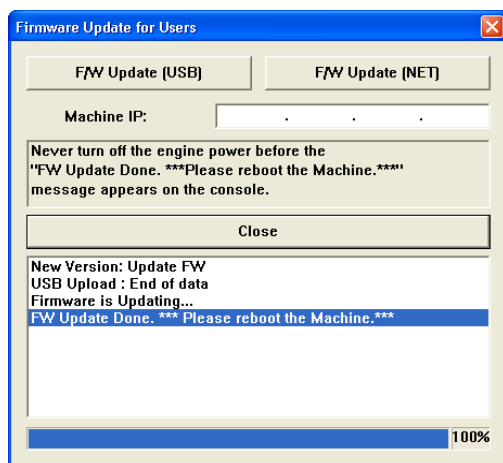 Firmware Update for Users
F/W Update (USB) F/W Update (NET)
Machine IP: . . .
Never turn off the engine power before the
"FW Update Done. ***Please reboot the Machine.***"
message appears on the console.
Close
New Version: Update FW
USB Upload : End of data
Firmware is Updating...
FW Update Done. *** Please reboot the Machine.***
100%